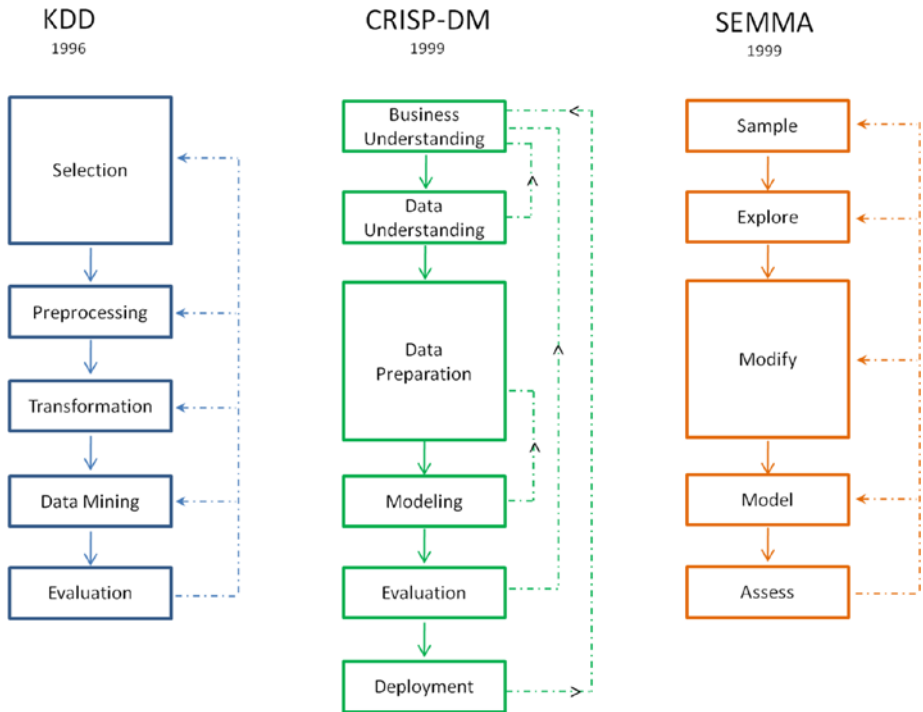 KDD
1996
Selection
Preprocessing
Transformation
Data Mining
Evaluation
CRISP-DM
1999
Business
Understanding
Data
Understanding
Data
Preparation
Modeling
Evaluation
Deployment
SEMMA
1999
Sample
Explore
Modify
Model
Assess